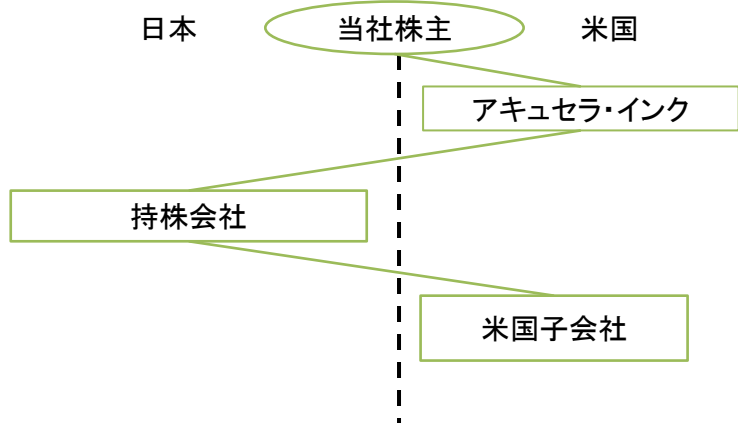 日本
当社株主
米国
アキュセラ・インク
持株会社
米国子会社